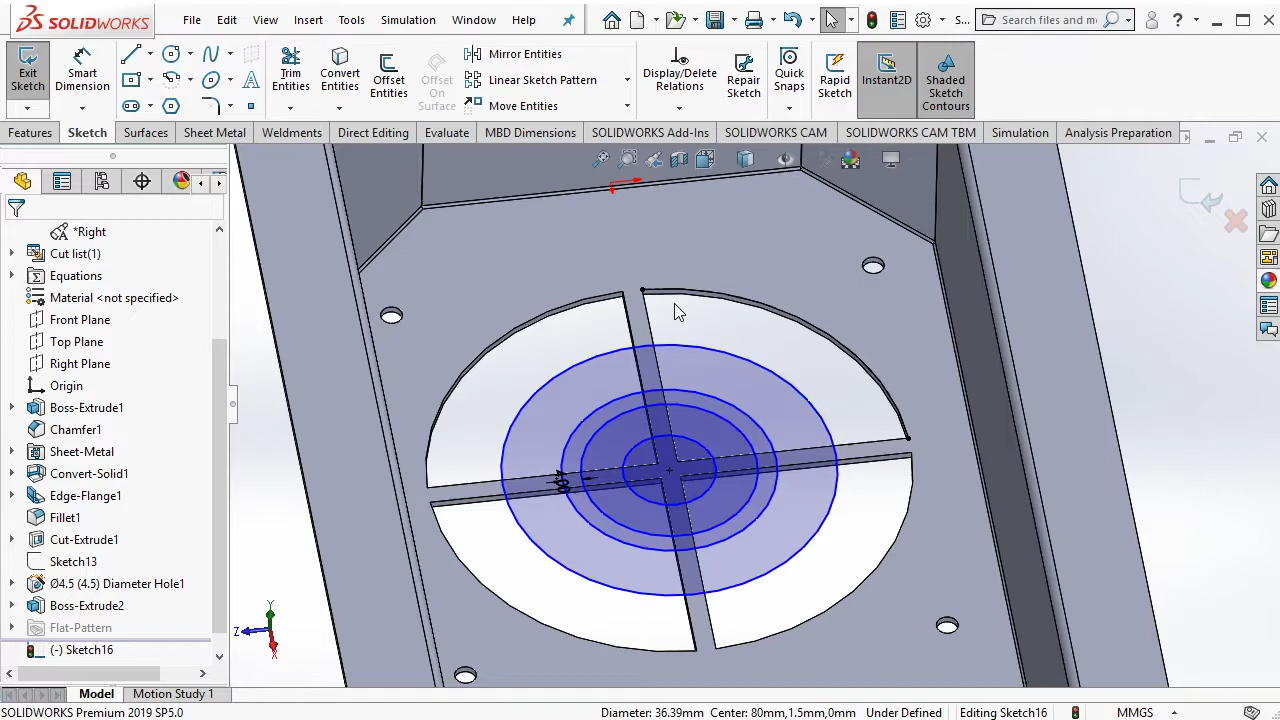 SOLIDWORKS
File Edit View Insert Tools Simulation Window Help
S...
Search files and m
Exit Sketch
Smart Dimension
Trim Entities
Convert Entities
Offset Entities
Offset On Surface
Mirror Entities
Linear Sketch Pattern
Move Entities
Display/Delete Relations
Repair Sketch
Quick Snaps
Rapid Sketch
Instant2D
Shaded Sketch Contours
Features Sketch Surfaces Sheet Metal Weldments Direct Editing Evaluate MBD Dimensions SOLIDWORKS Add-Ins SOLIDWORKS CAM SOLIDWORKS CAM TBM Simulation Analysis Preparation
*Right
Cut list(1)
Equations
Material <not specified>
Front Plane
Top Plane
Right Plane
Origin
Boss-Extrude1
Chamfer1
Sheet-Metal
Convert-Solid1
Edge-Flange1
Fillet1
Cut-Extrude1
Sketch13
Ø4.5 (4.5) Diameter Hole1
Boss-Extrude2
Flat-Pattern
(-) Sketch16
Y
Z
X
Model Motion Study 1
SOLIDWORKS Premium 2019 SP5.0 Diameter: 36.39mm Center: 80mm,1.5mm,0mm Under Defined Editing Sketch16 MMGS